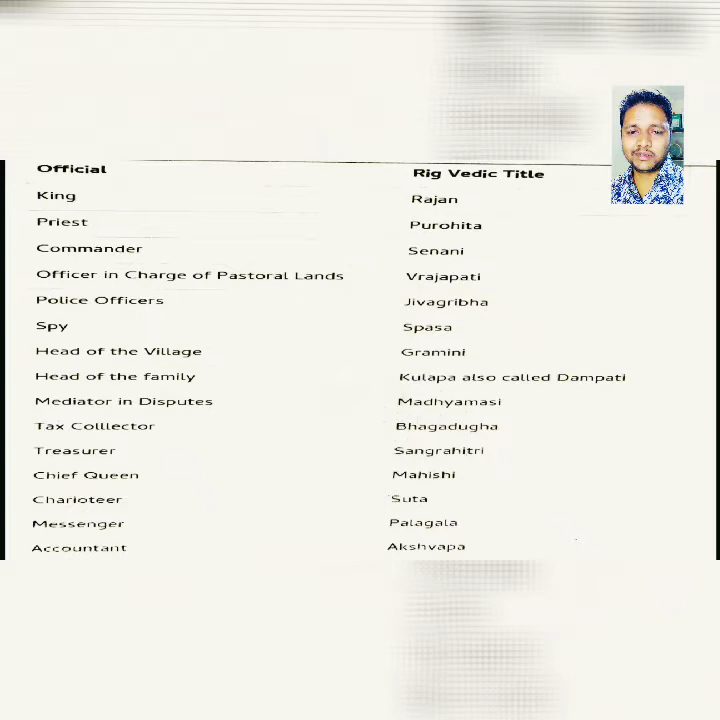 Official Rig Vedic Title
King Rajan
Priest Purohita
Commander Senani
Officer in Charge of Pastoral Lands Vrajapati
Police Officers Jivagribha
Spy Spasa
Head of the Village Gramini
Head of the family Kulapa also called Dampati
Mediator in Disputes Madhyamasi
Tax Colllector Bhagadugha
Treasurer Sangrahitri
Chief Queen Mahishi
Charioteer Suta
Messenger Palagala
Accountant Akshvapa